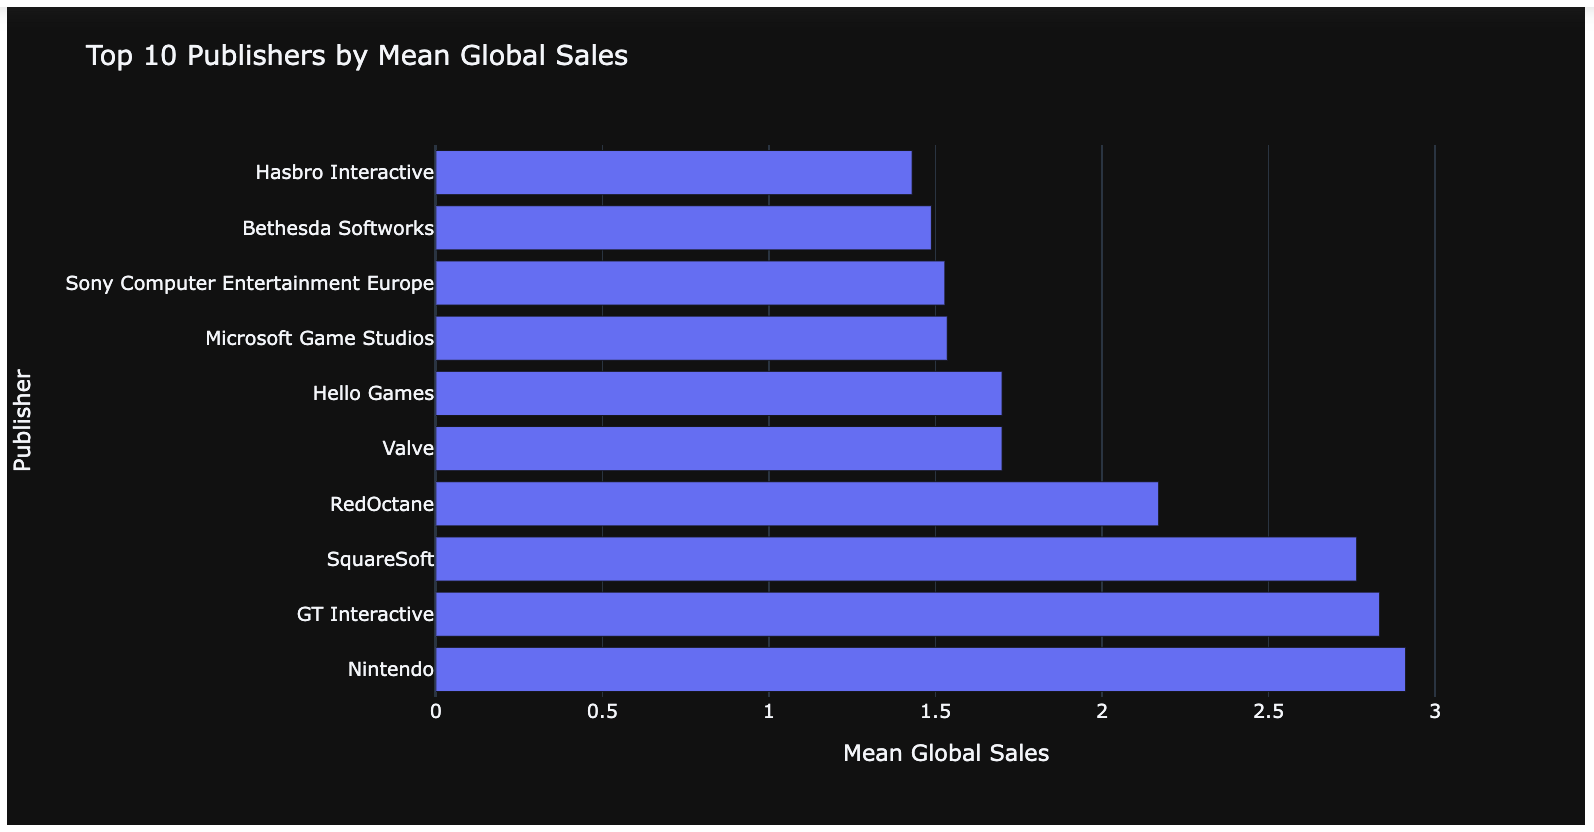 Top 10 Publishers by Mean Global Sales
Hasbro Interactive
Bethesda Softworks
Sony Computer Entertainment Europe
Microsoft Game Studios
Hello Games
Valve
RedOctane
SquareSoft
GT Interactive
Nintendo
Publisher
0 0.5 1 1.5 2 2.5 3
Mean Global Sales